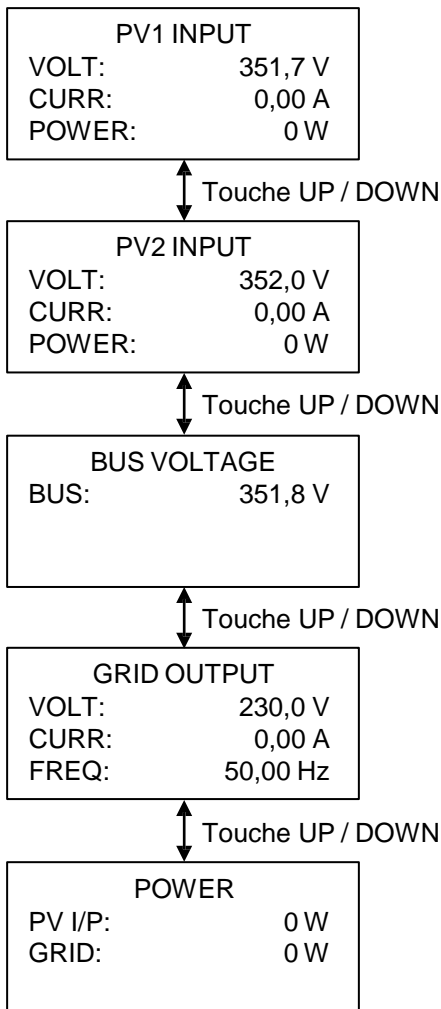 PV1 INPUT
VOLT: 351,7 V
CURR: 0,00 A
POWER: 0 W
Touche UP / DOWN
PV2 INPUT
VOLT: 352,0 V
CURR: 0,00 A
POWER: 0 W
Touche UP / DOWN
BUS VOLTAGE
BUS: 351,8 V
Touche UP / DOWN
GRID OUTPUT
VOLT: 230,0 V
CURR: 0,00 A
FREQ: 50,00 Hz
Touche UP / DOWN
POWER
PV I/P: 0 W
GRID: 0 W